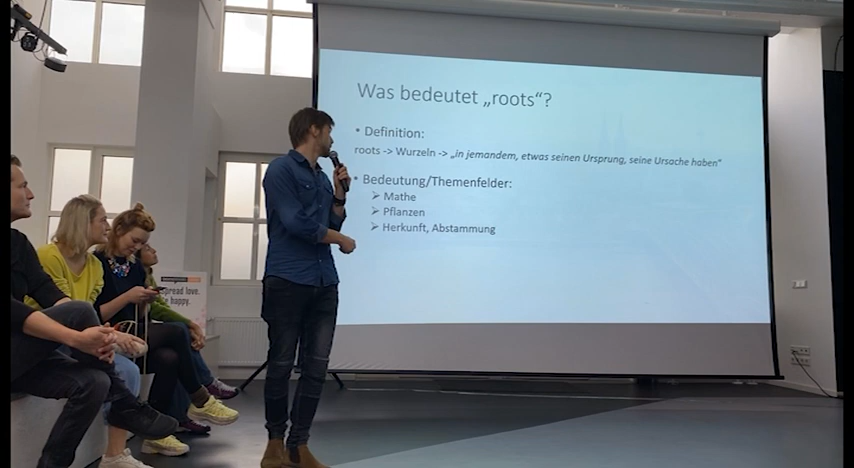 Was bedeutet „roots“?
• Definition:
roots -> Wurzeln -> „in jemandem, etwas seinen Ursprung, seine Ursache haben“
• Bedeutung/Themenfelder:
➢ Mathe
➢ Pflanzen
➢ Herkunft, Abstammung
spread love.
happy.